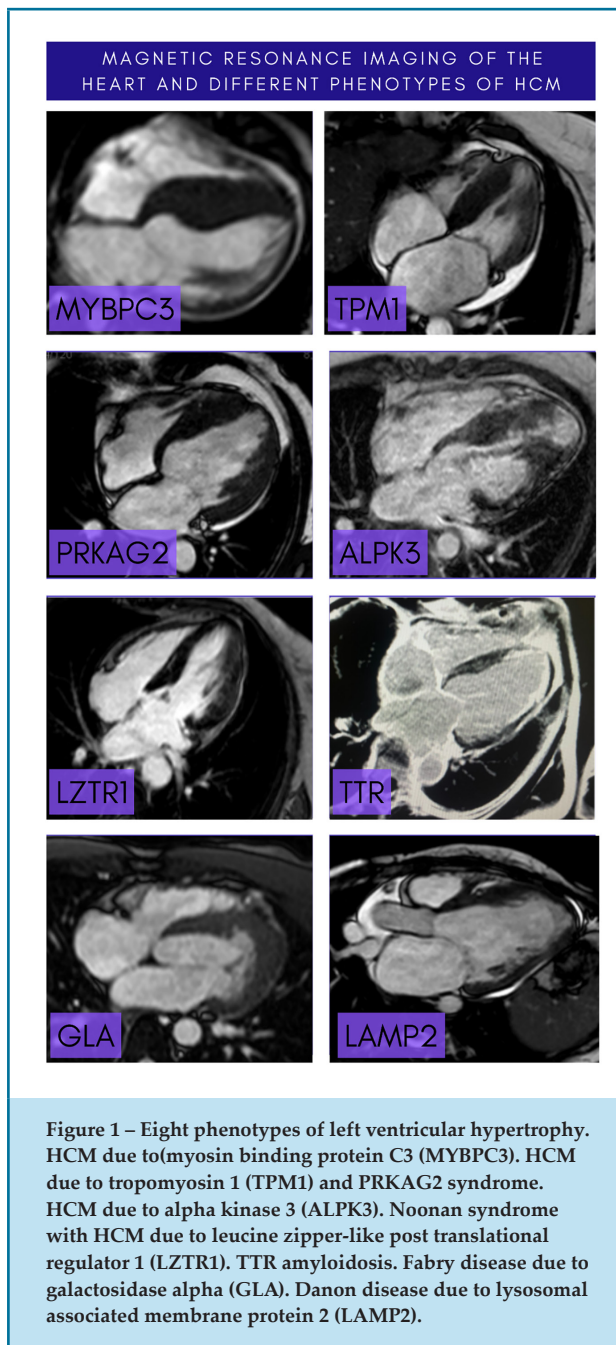 MAGNETIC RESONANCE IMAGING OF THE
HEART AND DIFFERENT PHENOTYPES OF HCM
MYBPC3
TPM1
PRKAG2
ALPK3
LZTR1
TTR
GLA
LAMP2
Figure 1 – Eight phenotypes of left ventricular hypertrophy.
HCM due to(myosin binding protein C3 (MYBPC3). HCM
due to tropomyosin 1 (TPM1) and PRKAG2 syndrome.
HCM due to alpha kinase 3 (ALPK3). Noonan syndrome
with HCM due to leucine zipper-like post translational
regulator 1 (LZTR1). TTR amyloidosis. Fabry disease due to
galactosidase alpha (GLA). Danon disease due to lysosomal
associated membrane protein 2 (LAMP2).